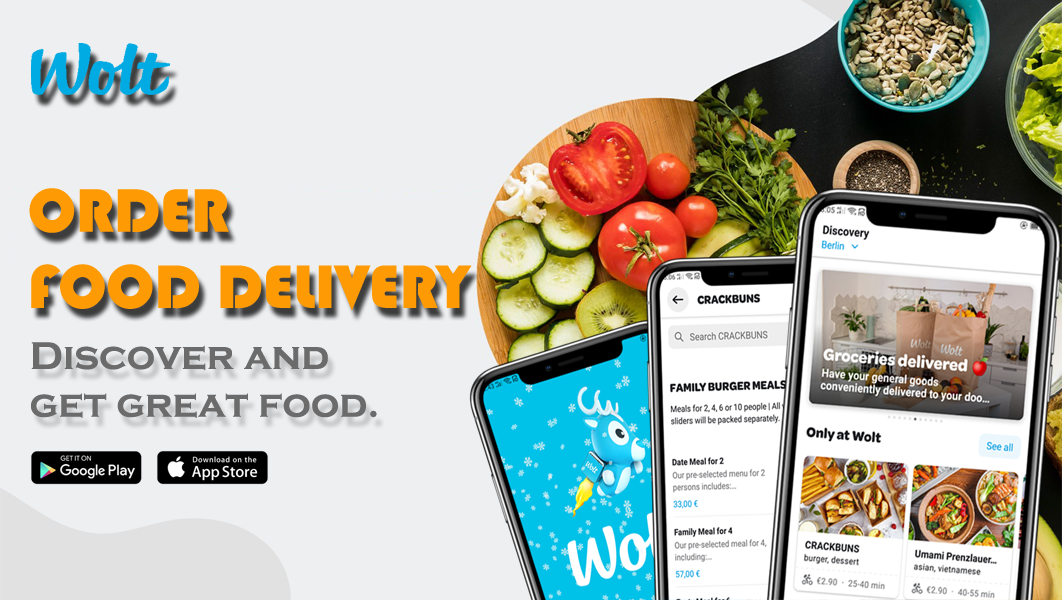 Wolt
ORDER
FOOD DELIVERY
DISCOVER AND
GET GREAT FOOD.
GET IT ON
Google Play
Download on the
App Store
Wol
CRACKBUNS
Search CRACKBUNS
FAMILY BURGER MEALS
Meals for 2, 4, 6 or 10 people | All
sliders will be packed separately.
Date Meal for 2
Our pre-selected menu for 2
persons includes:...
33,00 €
Family Meal for 4
Our pre-selected meal for 4,
including:...
57,00 €
Discovery
Berlin
Wolt Wolt
Groceries delivered
Have your general goods
conveniently delivered to your doo...
Only at Wolt
See all
CRACKBUNS
burger, dessert
€2.90 · 25-40 min
Umami Prenzlauer...
asian, vietnamese
€2.90 · 40-55 min